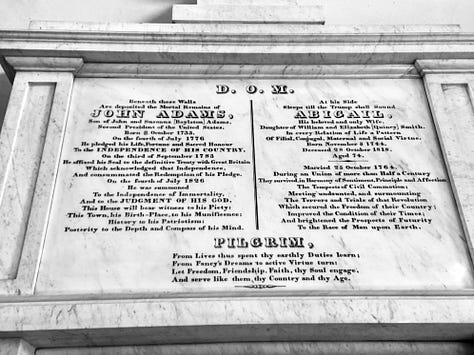 D. O. M.
Beneath these Walls
Are deposited the Mortal Remains of
JOHN ADAMS,
Son of John and Susanna (Boylston) Adams,
Second President of the United States.
Born 30 October 1735.
On the fourth of July 1776
He pledged his Life, Fortune and Sacred Honour
To the INDEPENDENCE OF HIS COUNTRY.
On the third of September 1783
He affixed his Seal to the definitive Treaty with Great Britain
Which acknowledged that Independence,
And consummated the Redemption of his Pledge.
On the fourth of July 1826
He was summoned
To the Independence of Immortality,
And to the JUDGMENT OF HIS GOD.
This House will bear witness to his Piety:
This Town, his Birth-Place, to his Munificence:
History to his Patriotism:
Posterity to the Depth and Compass of his Mind.
At his Side
Sleeps till the Trump shall Sound
ABIGAIL,
His beloved and only Wife,
Daughter of William and Elizabeth (Quincy) Smith.
In every Relation of Life a Pattern
Of Filial, Conjugal, Maternal and Social Virtue.
Born November 1744.
Deceased 28 October 1818.
Aged 74.
Married 25 October 1764.
During an Union of more than Half a Century
They survived, in Harmony of Sentiment, Principle and Affection
The Tempests of Civil Commotion;
Meeting undaunted, and surmounting
The Terrors and Trials of that Revolution
Which secured the Freedom of their Country;
Improved the Condition of their Times;
And brightened the Prospects of Futurity
To the Race of Man upon Earth.
PILGRIM,
From Lives thus spent thy earthly Duties learn;
From Fancy's Dreams to active Virtue turn:
Let Freedom, Friendship, Faith, thy Soul engage,
And serve like them, thy Country and thy Age.